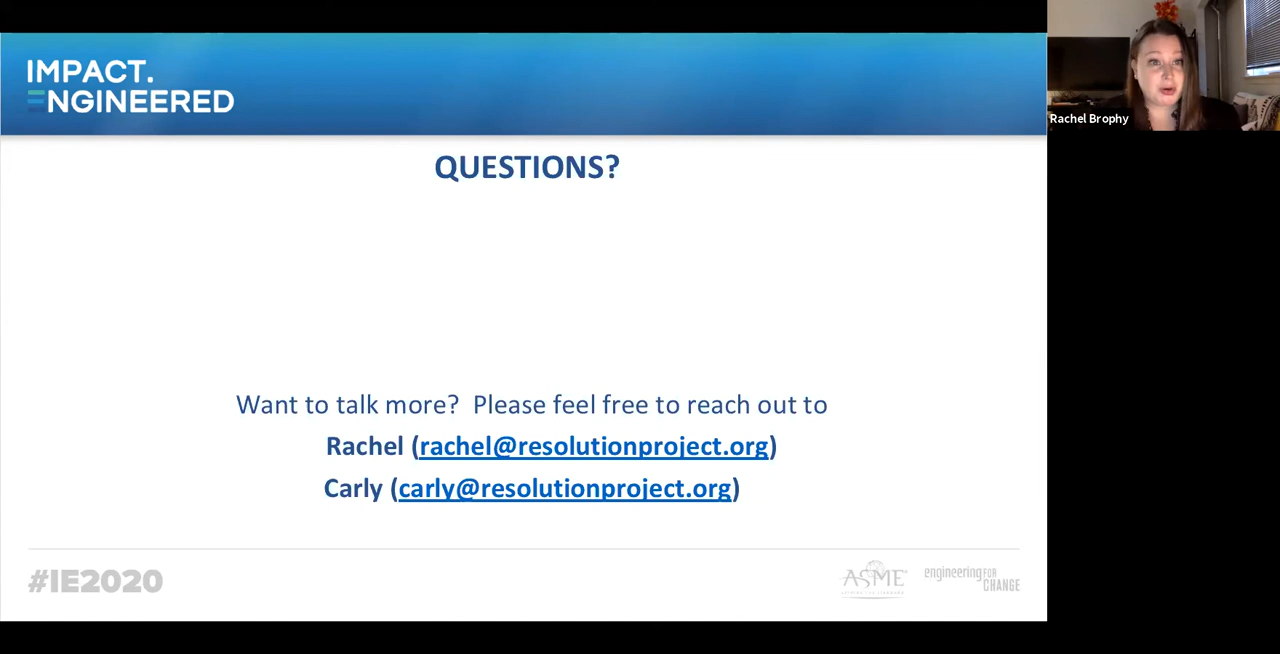 IMPACT.
ENGINEERED
Rachel Brophy
QUESTIONS?
Want to talk more?  Please feel free to reach out to
Rachel (rachel@resolutionproject.org)
Carly (carly@resolutionproject.org)
#IE2020
ASME
engineering FOR
CHANGE